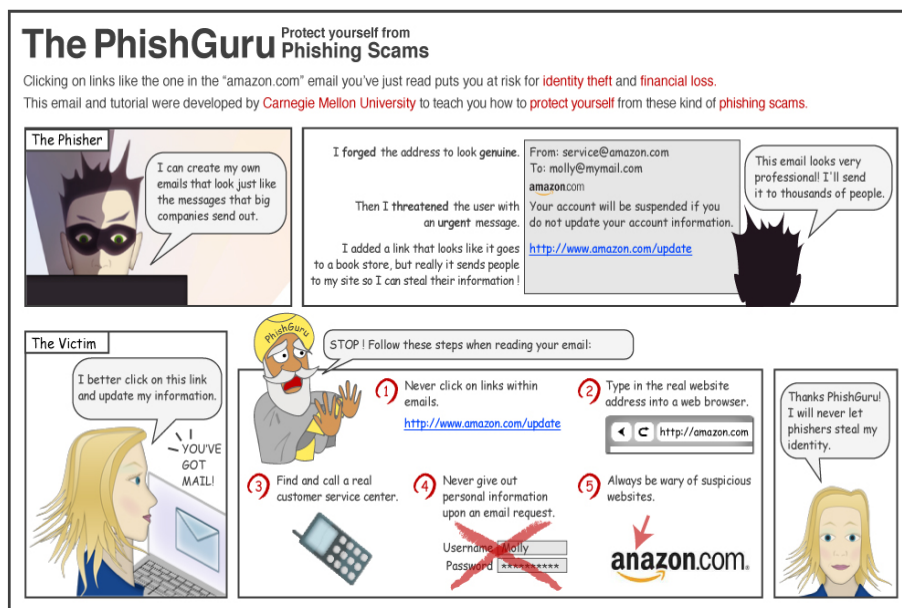 The PhishGuru Protect yourself from
Phishing Scams
Clicking on links like the one in the “amazon.com” email you’ve just read puts you at risk for identity theft and financial loss.
This email and tutorial were developed by Carnegie Mellon University to teach you how to protect yourself from these kind of phishing scams.
The Phisher
I can create my own
emails that look just like
the messages that big
companies send out.
I forged the address to look genuine.
Then I threatened the user with
an urgent message.
I added a link that looks like it goes
to a book store, but really it sends people
to my site so I can steal their information !
From: service@amazon.com
To: molly@mymail.com
amazon.com
Your account will be suspended if you
do not update your account information.
http://www.amazon.com/update
This email looks very
professional! I'll send
it to thousands of people.
The Victim
I better click on this link
and update my information.
YOU'VE
GOT
MAIL!
PhishGuru
STOP ! Follow these steps when reading your email:
1 Never click on links within
emails.
http://www.amazon.com/update
2 Type in the real website
address into a web browser.
http://amazon.com
3 Find and call a real
customer service center.
4 Never give out
personal information
upon an email request.
Username Molly
Password **********
5 Always be wary of suspicious
websites.
anazon.com
Thanks PhishGuru!
I will never let
phishers steal my
identity.